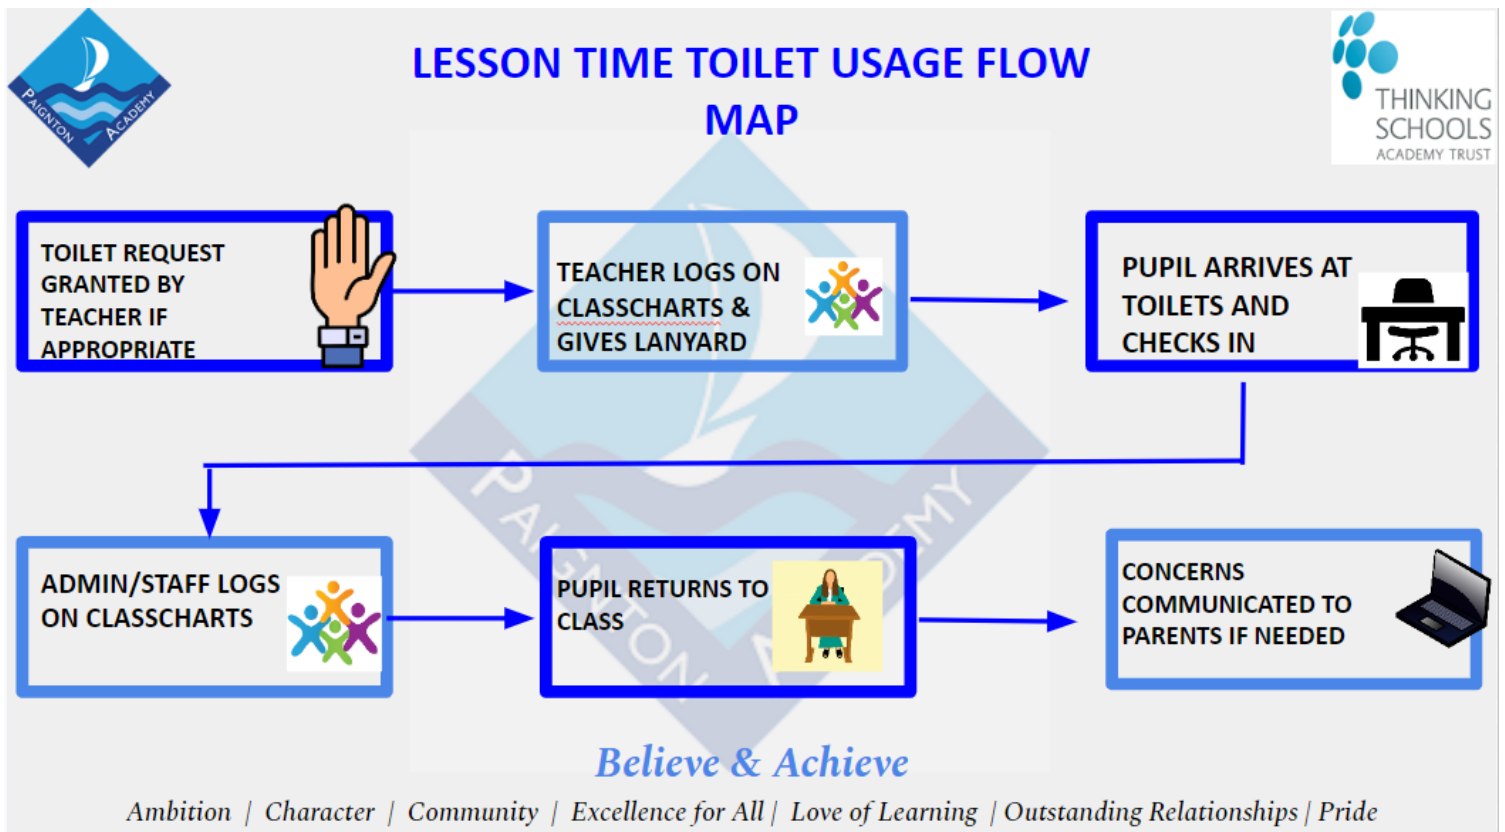 PAIGNTON ACADEMY
LESSON TIME TOILET USAGE FLOW
MAP
THINKING
SCHOOLS
ACADEMY TRUST
TOILET REQUEST
GRANTED BY
TEACHER IF
APPROPRIATE
TEACHER LOGS ON
CLASSCHARTS &
GIVES LANYARD
PUPIL ARRIVES AT
TOILETS AND
CHECKS IN
PAIGNTON ACADEMY
ADMIN/STAFF LOGS
ON CLASSCHARTS
PUPIL RETURNS TO
CLASS
CONCERNS
COMMUNICATED TO
PARENTS IF NEEDED
Believe & Achieve
Ambition | Character | Community | Excellence for All | Love of Learning | Outstanding Relationships | Pride